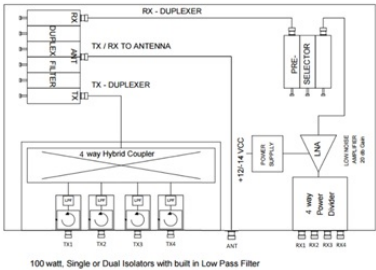 RX - DUPLEXER
RX
DUPLEX FILTER
ANT
TX
TX / RX TO ANTENNA
TX - DUPLEXER
PRE-
SELECTOR
4 way Hybrid Coupler
+12/-14 VCC
POWER
SUPPLLY
LNA
LOW NOISE
AMPLIFIER
20 db Gain
LPF
LPF
LPF
LPF
4 way
Power
Divider
TX1
TX2
TX3
TX4
ANT
RX1
RX2
RX3
RX4
100 watt, Single or Dual Isolators with built in Low Pass Filter